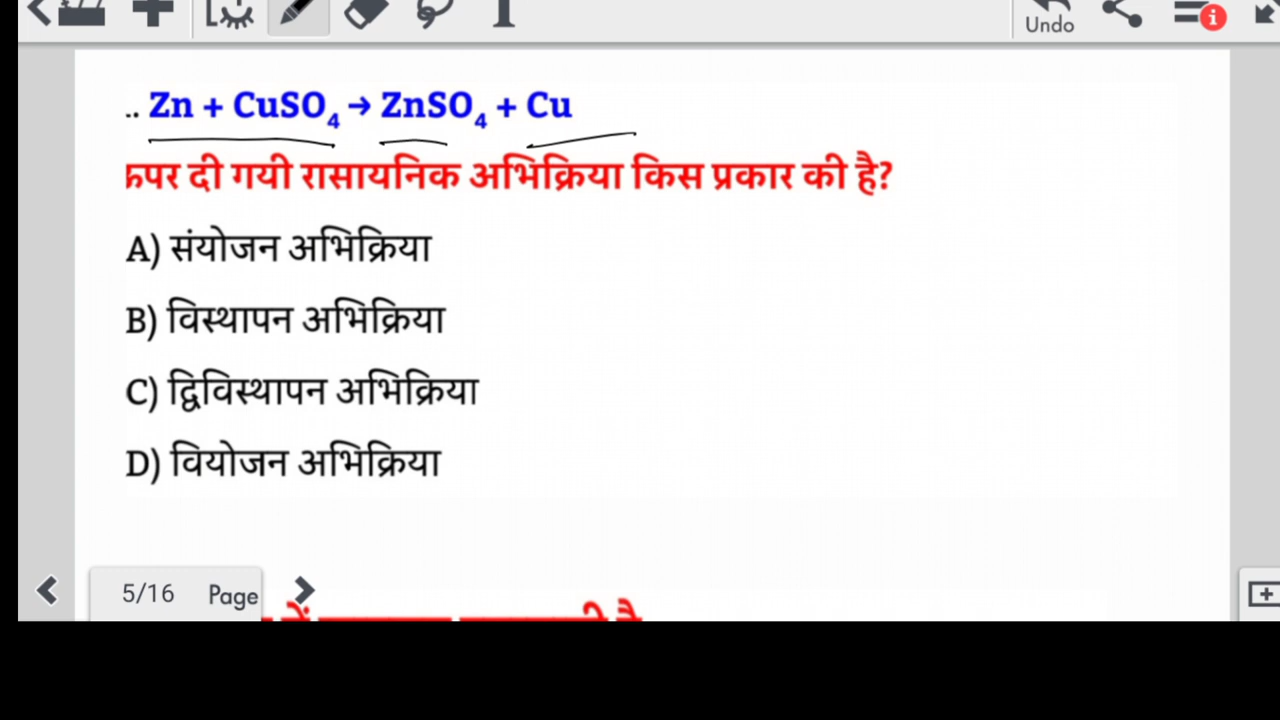 Undo
.. Zn + CuSO₄ → ZnSO₄ + Cu
ऊपर दी गयी रासायनिक अभिक्रिया किस प्रकार की है?
A) संयोजन अभिक्रिया
B) विस्थापन अभिक्रिया
C) द्विविस्थापन अभिक्रिया
D) वियोजन अभिक्रिया
5/16 Page